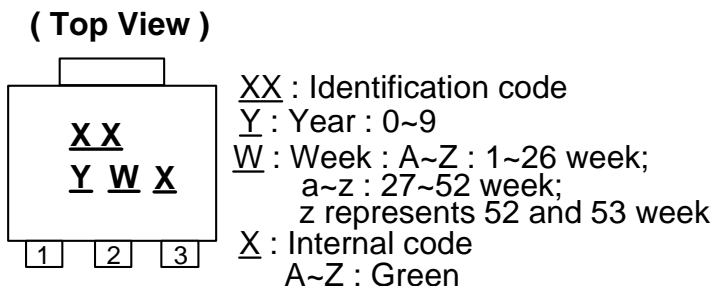 ( Top View )
X X
Y W X
1 2 3
XX : Identification code
Y : Year : 0~9
W : Week : A~Z : 1~26 week;
a~z : 27~52 week;
z represents 52 and 53 week
X : Internal code
A~Z : Green